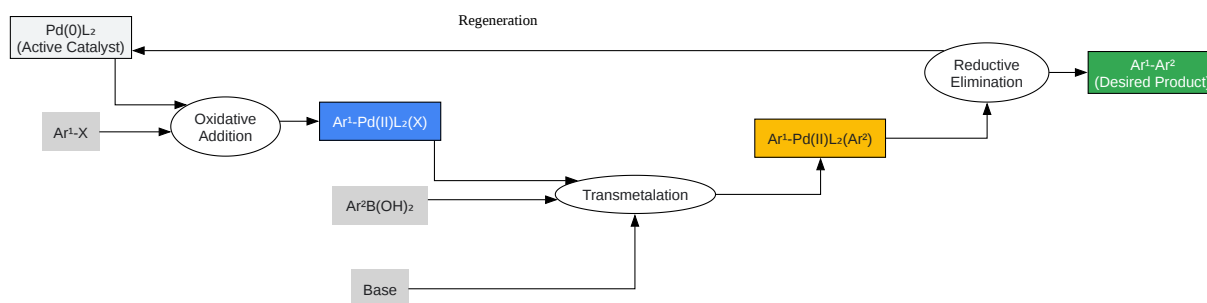 Regeneration
Pd(0)L₂
(Active Catalyst)
Ar¹-X
Oxidative
Addition
Ar¹-Pd(II)L₂(X)
Ar²B(OH)₂
Base
Transmetalation
Ar¹-Pd(II)L₂(Ar²)
Reductive
Elimination
Ar¹-Ar²
(Desired Product)